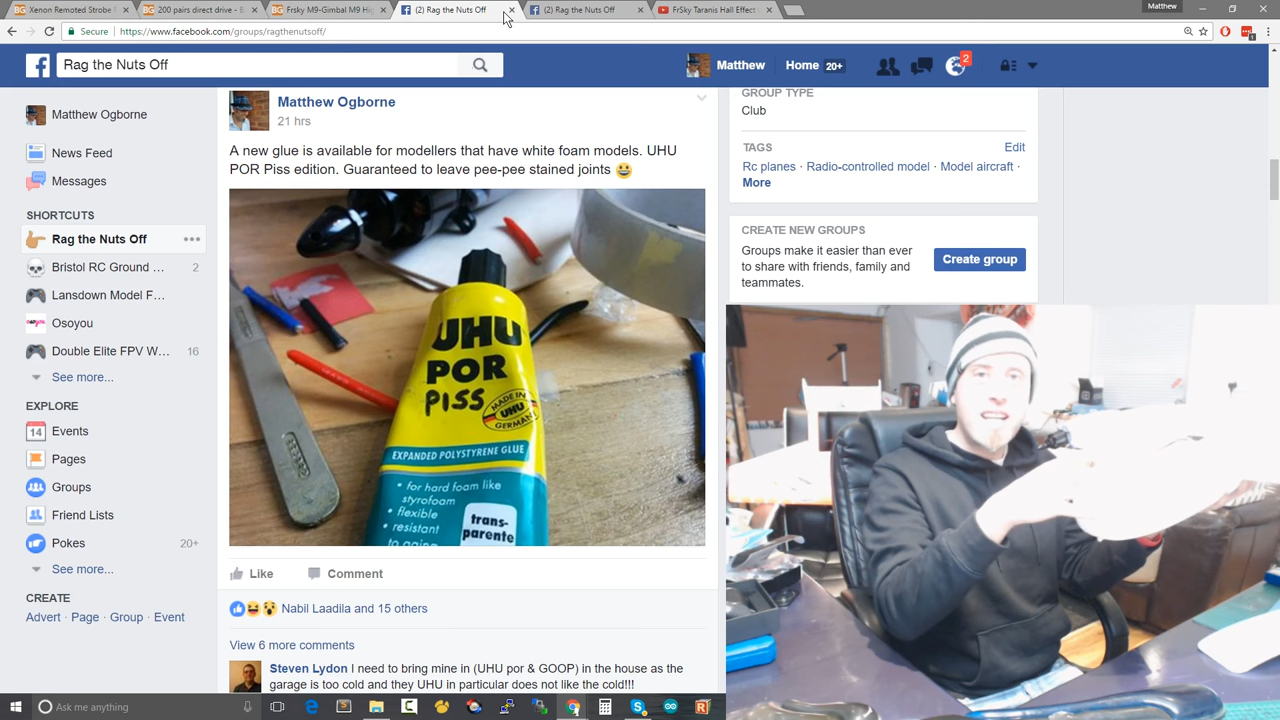 Xenon Remoted Strobe
200 pairs direct drive - B
Frsky M9-Gimbal M9 Hi
(2) Rag the Nuts Off
(2) Rag the Nuts Off
FrSky Taranis Hall Effect
Matthew
Secure
https://www.facebook.com/groups/ragthenutsoff/
Rag the Nuts Off
Matthew
Home 20+
2
Matthew Ogborne
News Feed
Messages
SHORTCUTS
Rag the Nuts Off
Bristol RC Ground ... 2
Lansdown Model F...
Osoyou
Double Elite FPV W... 16
See more...
EXPLORE
14 Events
Pages
Groups
Friend Lists
Pokes 20+
See more...
CREATE
Advert · Page · Group · Event
Matthew Ogborne
21 hrs
A new glue is available for modellers that have white foam models. UHU
POR Piss edition. Guaranteed to leave pee-pee stained joints
UHU
POR
PISS
MADE IN
UHU
GERMANY
EXPANDED POLYSTYRENE GLUE
• for hard foam like
styrofoam
• flexible
• resistant
to aging
trans-
parente
Like
Comment
Nabil Laadila and 15 others
View 6 more comments
Steven Lydon I need to bring mine in (UHU por & GOOP) in the house as the
garage is too cold and they UHU in particular does not like the cold!!!
GROUP TYPE
Club
TAGS
Edit
Rc planes · Radio-controlled model · Model aircraft ·
More
CREATE NEW GROUPS
Groups make it easier than ever
to share with friends, family and
teammates.
Create group
Ask me anything